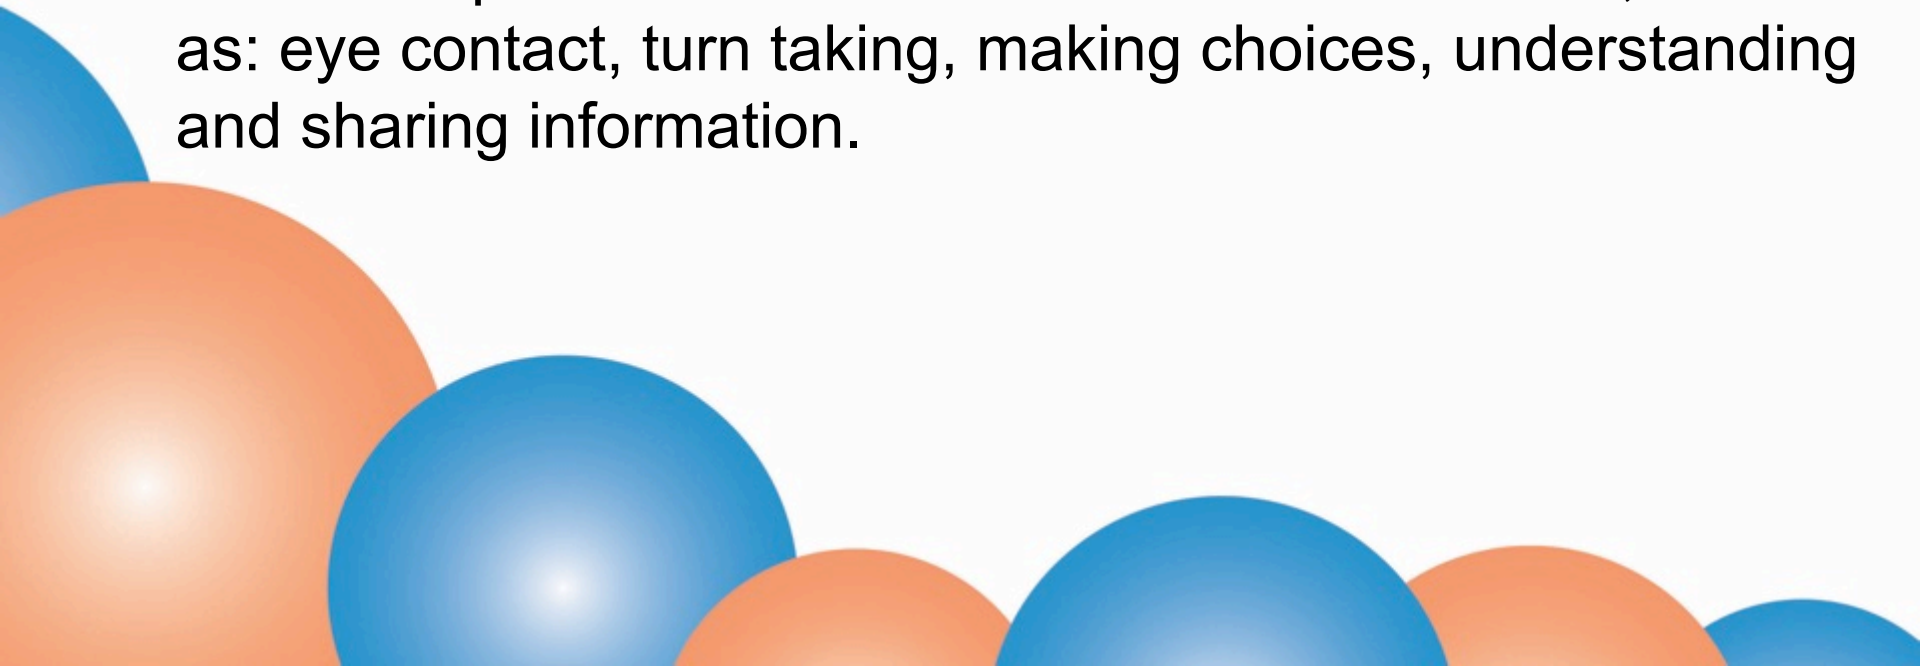 as: eye contact, turn taking, making choices, understanding
and sharing information.